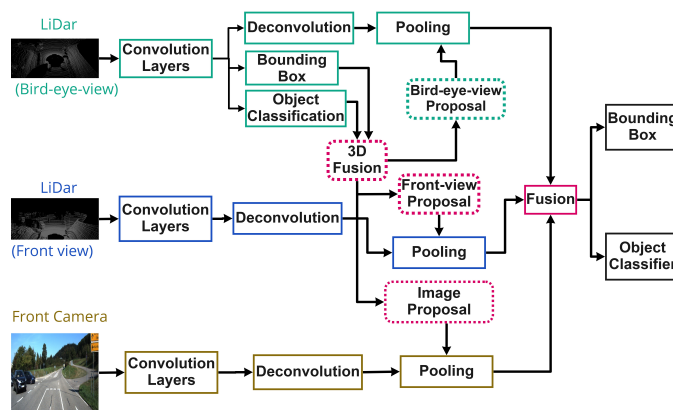 LiDar
(Bird-eye-view)
Convolution
Layers
Deconvolution
Pooling
Bounding
Box
Object
Classification
Bird-eye-view
Proposal
3D
Fusion
LiDar
(Front view)
Convolution
Layers
Deconvolution
Front-view
Proposal
Pooling
Fusion
Bounding
Box
Object
Classifier
Image
Proposal
Front Camera
Convolution
Layers
Deconvolution
Pooling